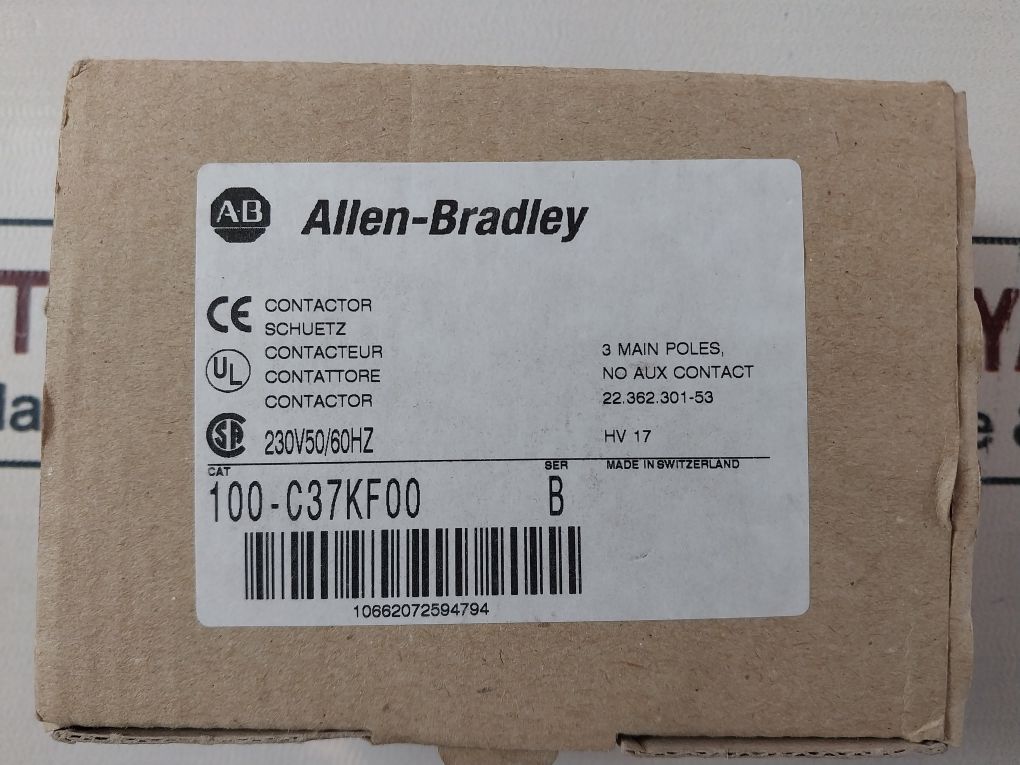 AB Allen-Bradley
CE CONTACTOR
SCHUETZ
UL CONTACTEUR
CONTATTORE
CONTACTOR
SA 230V50/60HZ
3 MAIN POLES,
NO AUX CONTACT
22.362.301-53
HV 17
CAT
SER
MADE IN SWITZERLAND
100-C37KF00
B
10662072594794